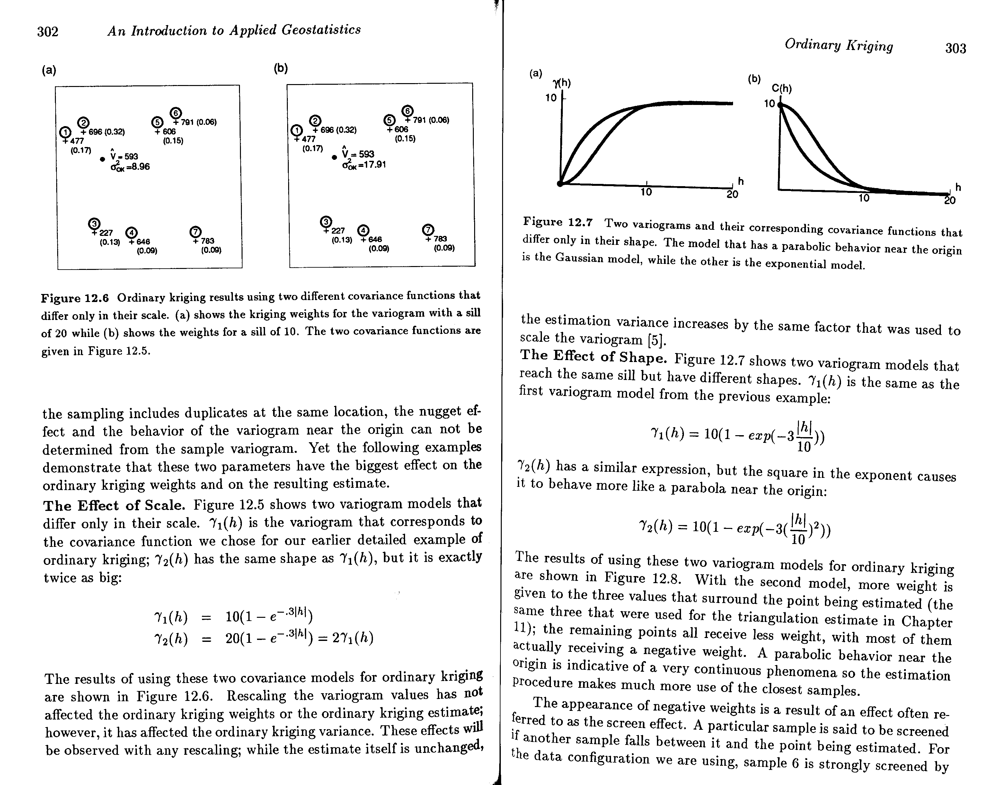 302 An Introduction to Applied Geostatistics
(a)
(b)
6
2
+ 791 (0.06)
5
1
+ 696 (0.32)
+ 606
+ 477
(0.15)
(0.17)
V̂ = 593
σ²OK =8.96
3
+ 227
4
7
(0.13)
+ 646
+ 783
(0.09)
(0.09)
6
2
+ 791 (0.06)
5
1
+ 696 (0.32)
+ 606
+ 477
(0.15)
(0.17)
V̂ = 593
σ²OK =17.91
3
+ 227
4
7
(0.13)
+ 646
+ 783
(0.09)
(0.09)
Figure 12.6 Ordinary kriging results using two different covariance functions that
differ only in their scale. (a) shows the kriging weights for the variogram with a sill
of 20 while (b) shows the weights for a sill of 10. The two covariance functions are
given in Figure 12.5.
the sampling includes duplicates at the same location, the nugget ef-
fect and the behavior of the variogram near the origin can not be
determined from the sample variogram. Yet the following examples
demonstrate that these two parameters have the biggest effect on the
ordinary kriging weights and on the resulting estimate.
The Effect of Scale. Figure 12.5 shows two variogram models that
differ only in their scale. γ₁(h) is the variogram that corresponds to
the covariance function we chose for our earlier detailed example of
ordinary kriging; γ₂(h) has the same shape as γ₁(h), but it is exactly
twice as big:
γ₁(h) = 10(1 − e^−.3|h|)
γ₂(h) = 20(1 − e^−.3|h|) = 2γ₁(h)
The results of using these two covariance models for ordinary kriging
are shown in Figure 12.6. Rescaling the variogram values has not
affected the ordinary kriging weights or the ordinary kriging estimate;
however, it has affected the ordinary kriging variance. These effects will
be observed with any rescaling; while the estimate itself is unchanged,
Ordinary Kriging 303
(a)
γ(h)
10
h
10
20
(b)
C(h)
10
h
10
20
Figure 12.7 Two variograms and their corresponding covariance functions that
differ only in their shape. The model that has a parabolic behavior near the origin
is the Gaussian model, while the other is the exponential model.
the estimation variance increases by the same factor that was used to
scale the variogram [5].
The Effect of Shape. Figure 12.7 shows two variogram models that
reach the same sill but have different shapes. γ₁(h) is the same as the
first variogram model from the previous example:
γ₁(h) = 10(1 − exp(−3|h|/10))
γ₂(h) has a similar expression, but the square in the exponent causes
it to behave more like a parabola near the origin:
γ₂(h) = 10(1 − exp(−3(|h|/10)²))
The results of using these two variogram models for ordinary kriging
are shown in Figure 12.8. With the second model, more weight is
given to the three values that surround the point being estimated (the
same three that were used for the triangulation estimate in Chapter
11); the remaining points all receive less weight, with most of them
actually receiving a negative weight. A parabolic behavior near the
origin is indicative of a very continuous phenomena so the estimation
procedure makes much more use of the closest samples.
The appearance of negative weights is a result of an effect often re-
ferred to as the screen effect. A particular sample is said to be screened
if another sample falls between it and the point being estimated. For
the data configuration we are using, sample 6 is strongly screened by